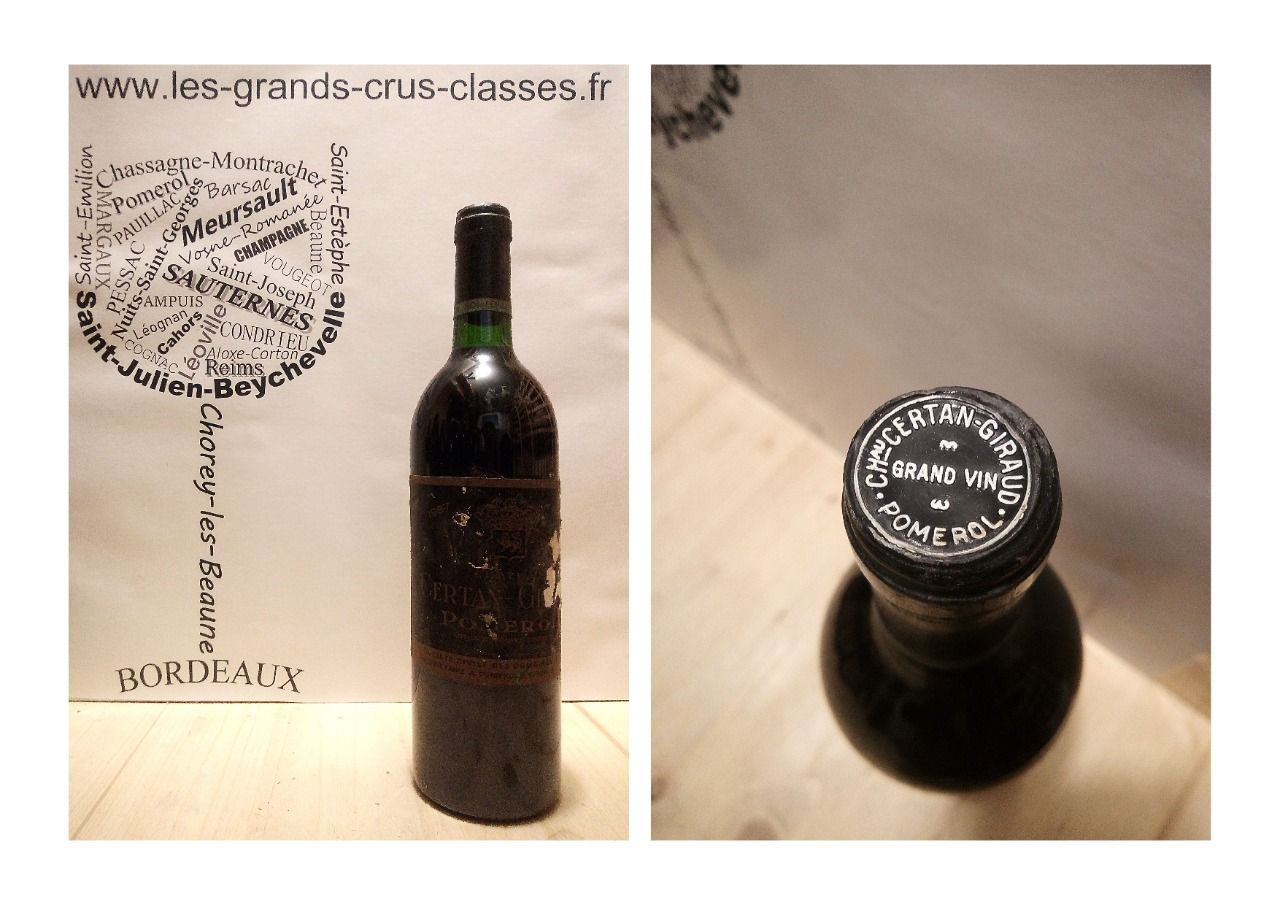 www.les-grands-crus-classes.fr
Saint-Emilion
Chassagne-Montrachet
Saint-Estèphe
MARGAUX
Pomerol
Barsac
PAUILLAC
Meursault
Nuits-Saint-Georges
Vosne-Romanée
Beaune
CHAMPAGNE
PESSAC
VOUGEOT
Saint-Joseph
SAUTERNES
AMPUIS
Léognan
Cahors
COGNAC
Léoville
CONDRIEU
Aloxe-Corton
Reims
Saint-Julien-Beychevelle
Chorey-les-Beaune
BORDEAUX
CERTAN-GI
POMEROL
CHAU CERTAN-GIRAUD
GRAND VIN
POMEROL